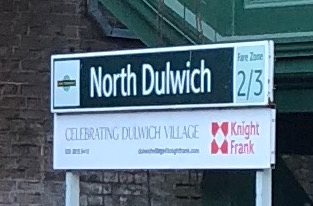 North Dulwich
Fare Zone
2/3
CELEBRATING DULWICH VILLAGE
Knight
Frank